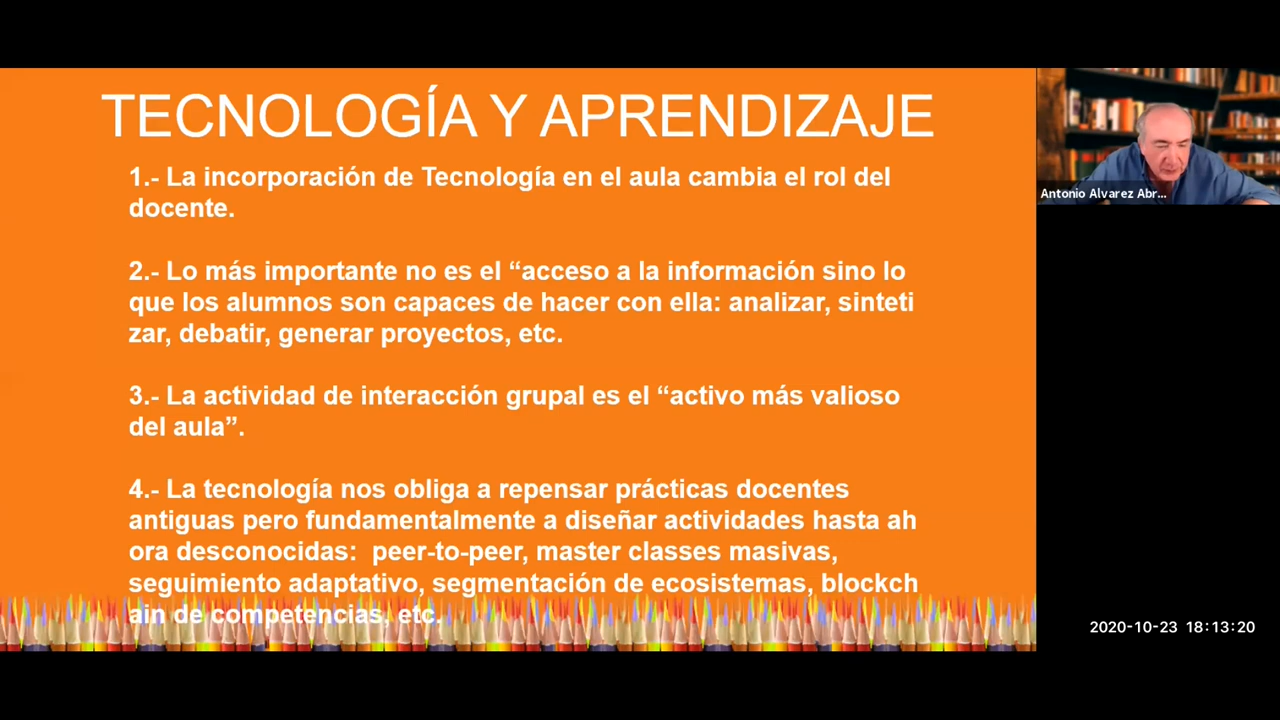 TECNOLOGÍA Y APRENDIZAJE
1.- La incorporación de Tecnología en el aula cambia el rol del
docente.
2.- Lo más importante no es el “acceso a la información sino lo
que los alumnos son capaces de hacer con ella: analizar, sinteti
zar, debatir, generar proyectos, etc.
3.- La actividad de interacción grupal es el “activo más valioso
del aula”.
4.- La tecnología nos obliga a repensar prácticas docentes
antiguas pero fundamentalmente a diseñar actividades hasta ah
ora desconocidas: peer-to-peer, master classes masivas,
seguimiento adaptativo, segmentación de ecosistemas, blockch
ain de competencias, etc.
Antonio Alvarez Abr...
2020-10-23 18:13:20